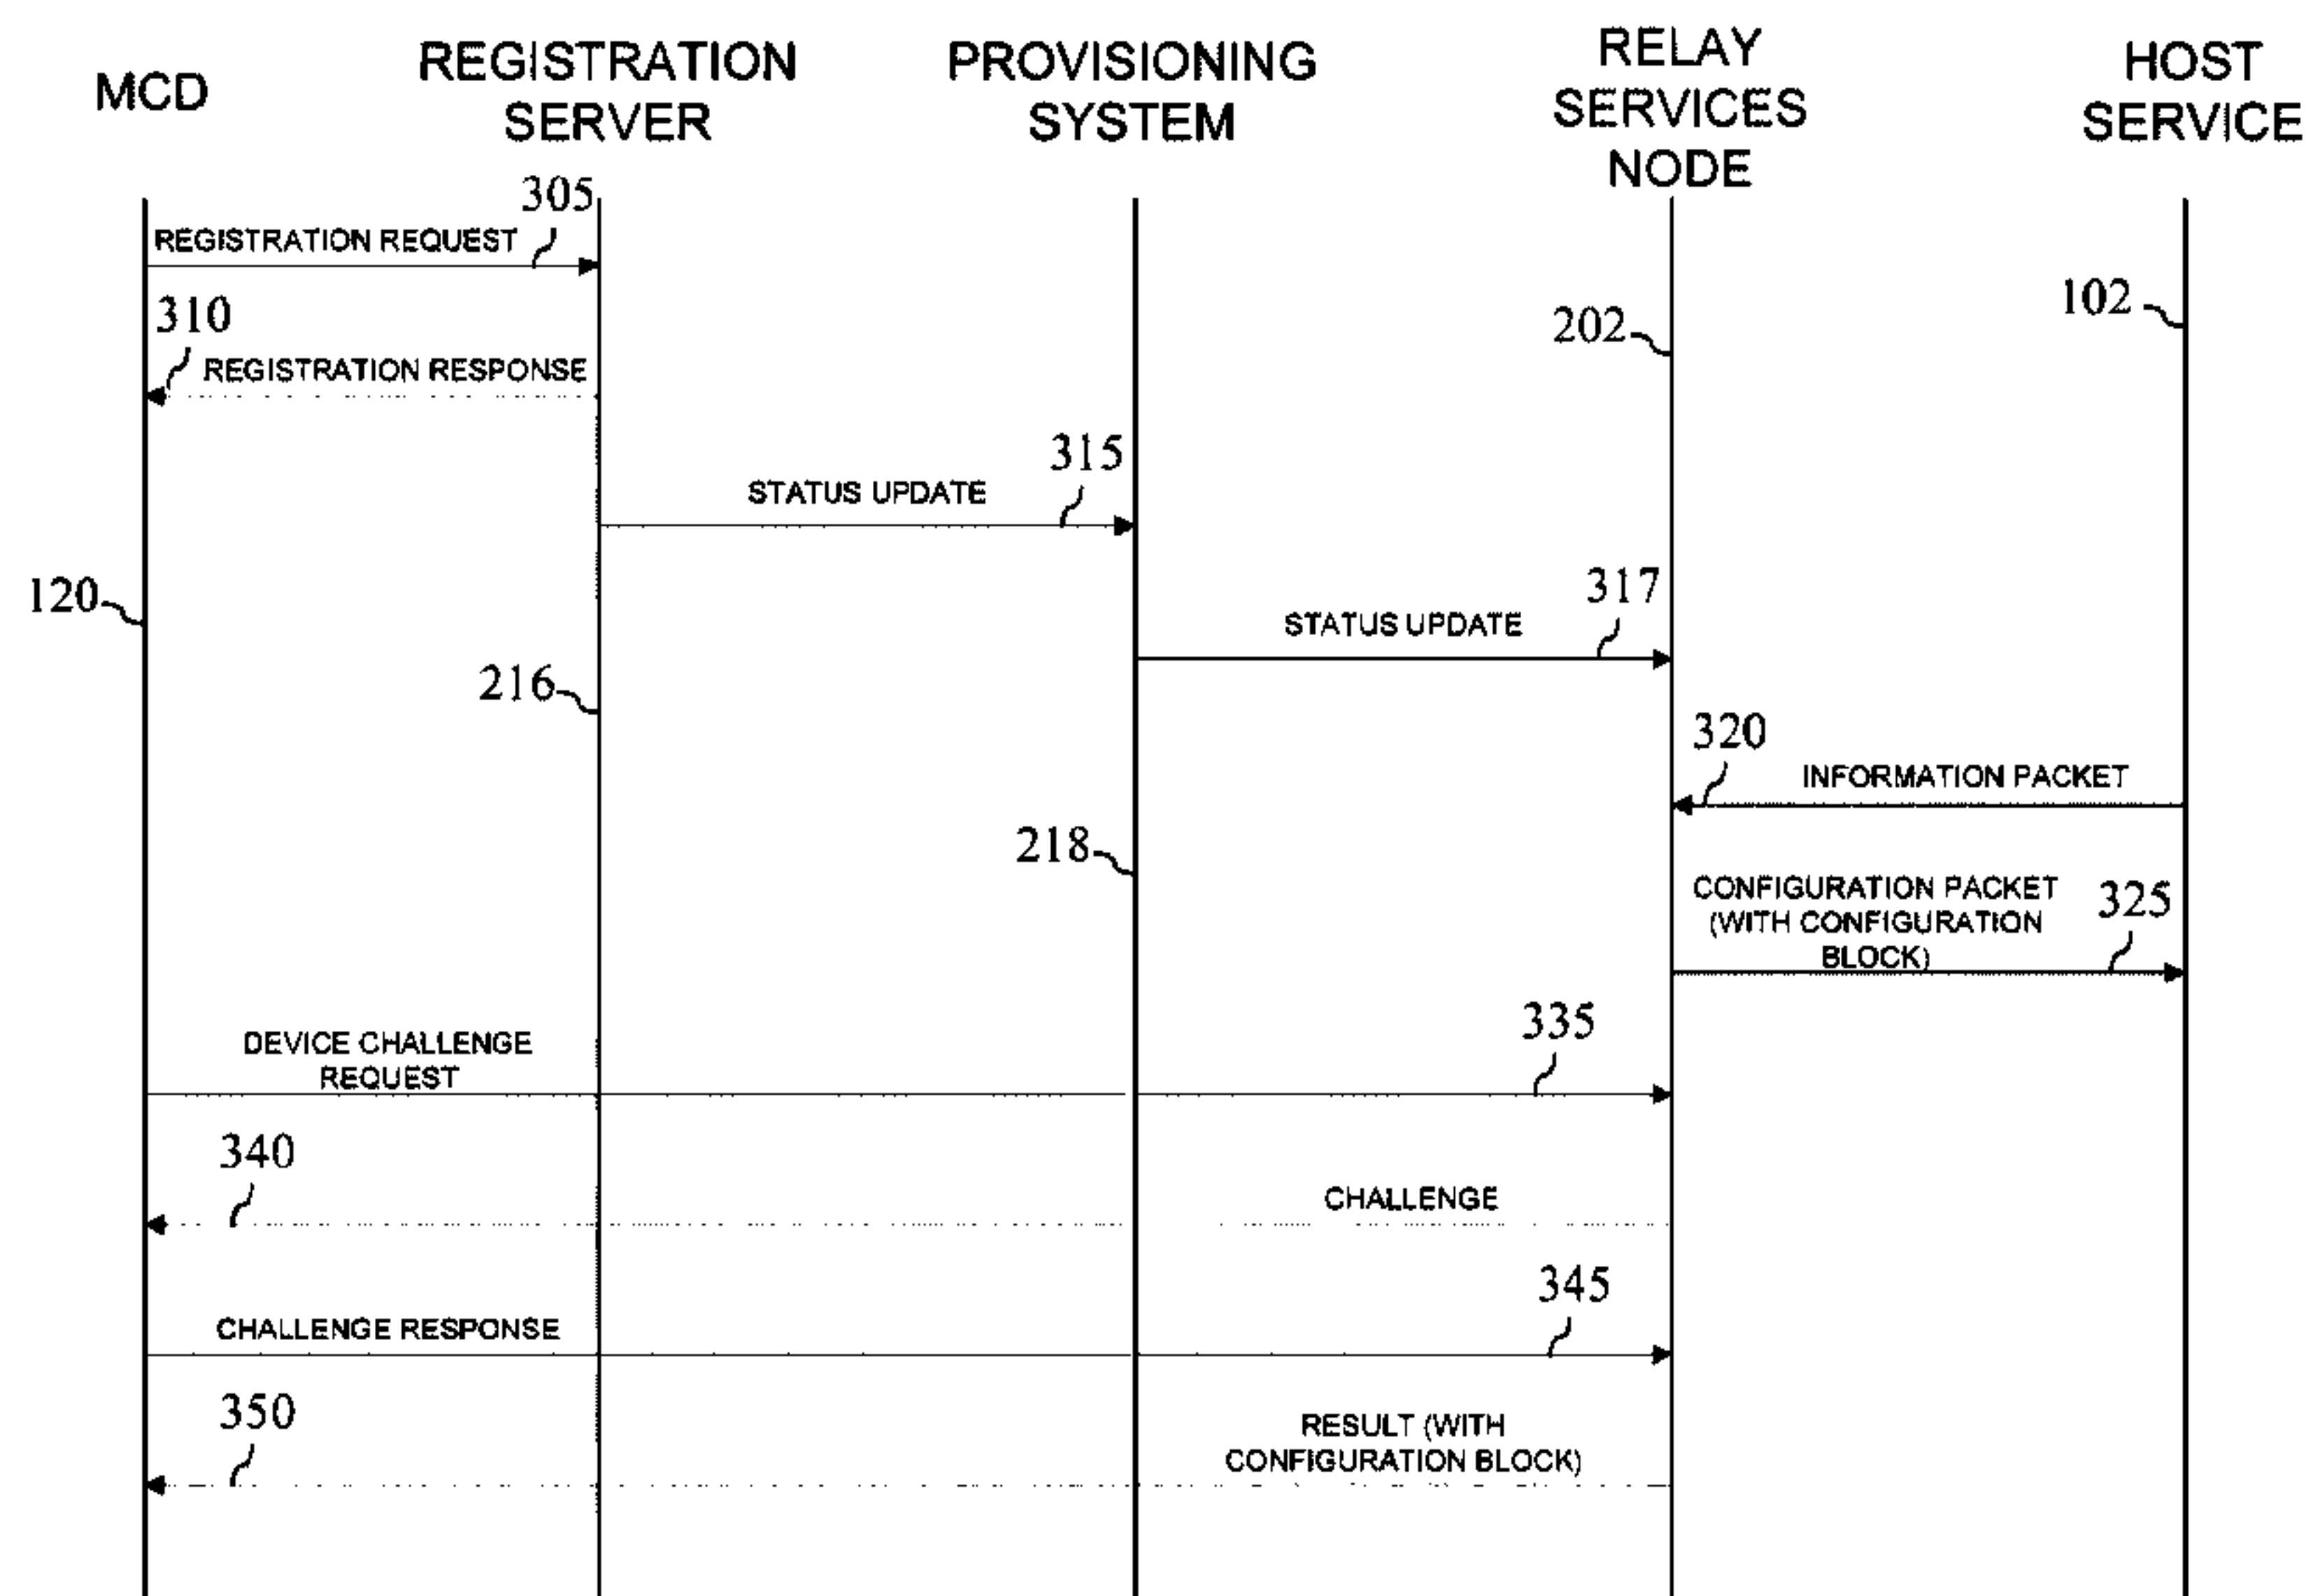 MCD
REGISTRATION
SERVER
PROVISIONING
SYSTEM
RELAY
SERVICES
NODE
HOST
SERVICE
305
REGISTRATION REQUEST
310
REGISTRATION RESPONSE
102
202
315
STATUS UPDATE
120
317
STATUS UPDATE
216
320
INFORMATION PACKET
218
CONFIGURATION PACKET
(WITH CONFIGURATION
BLOCK)
325
DEVICE CHALLENGE
REQUEST
335
340
CHALLENGE
345
CHALLENGE RESPONSE
350
RESULT (WITH
CONFIGURATION BLOCK)